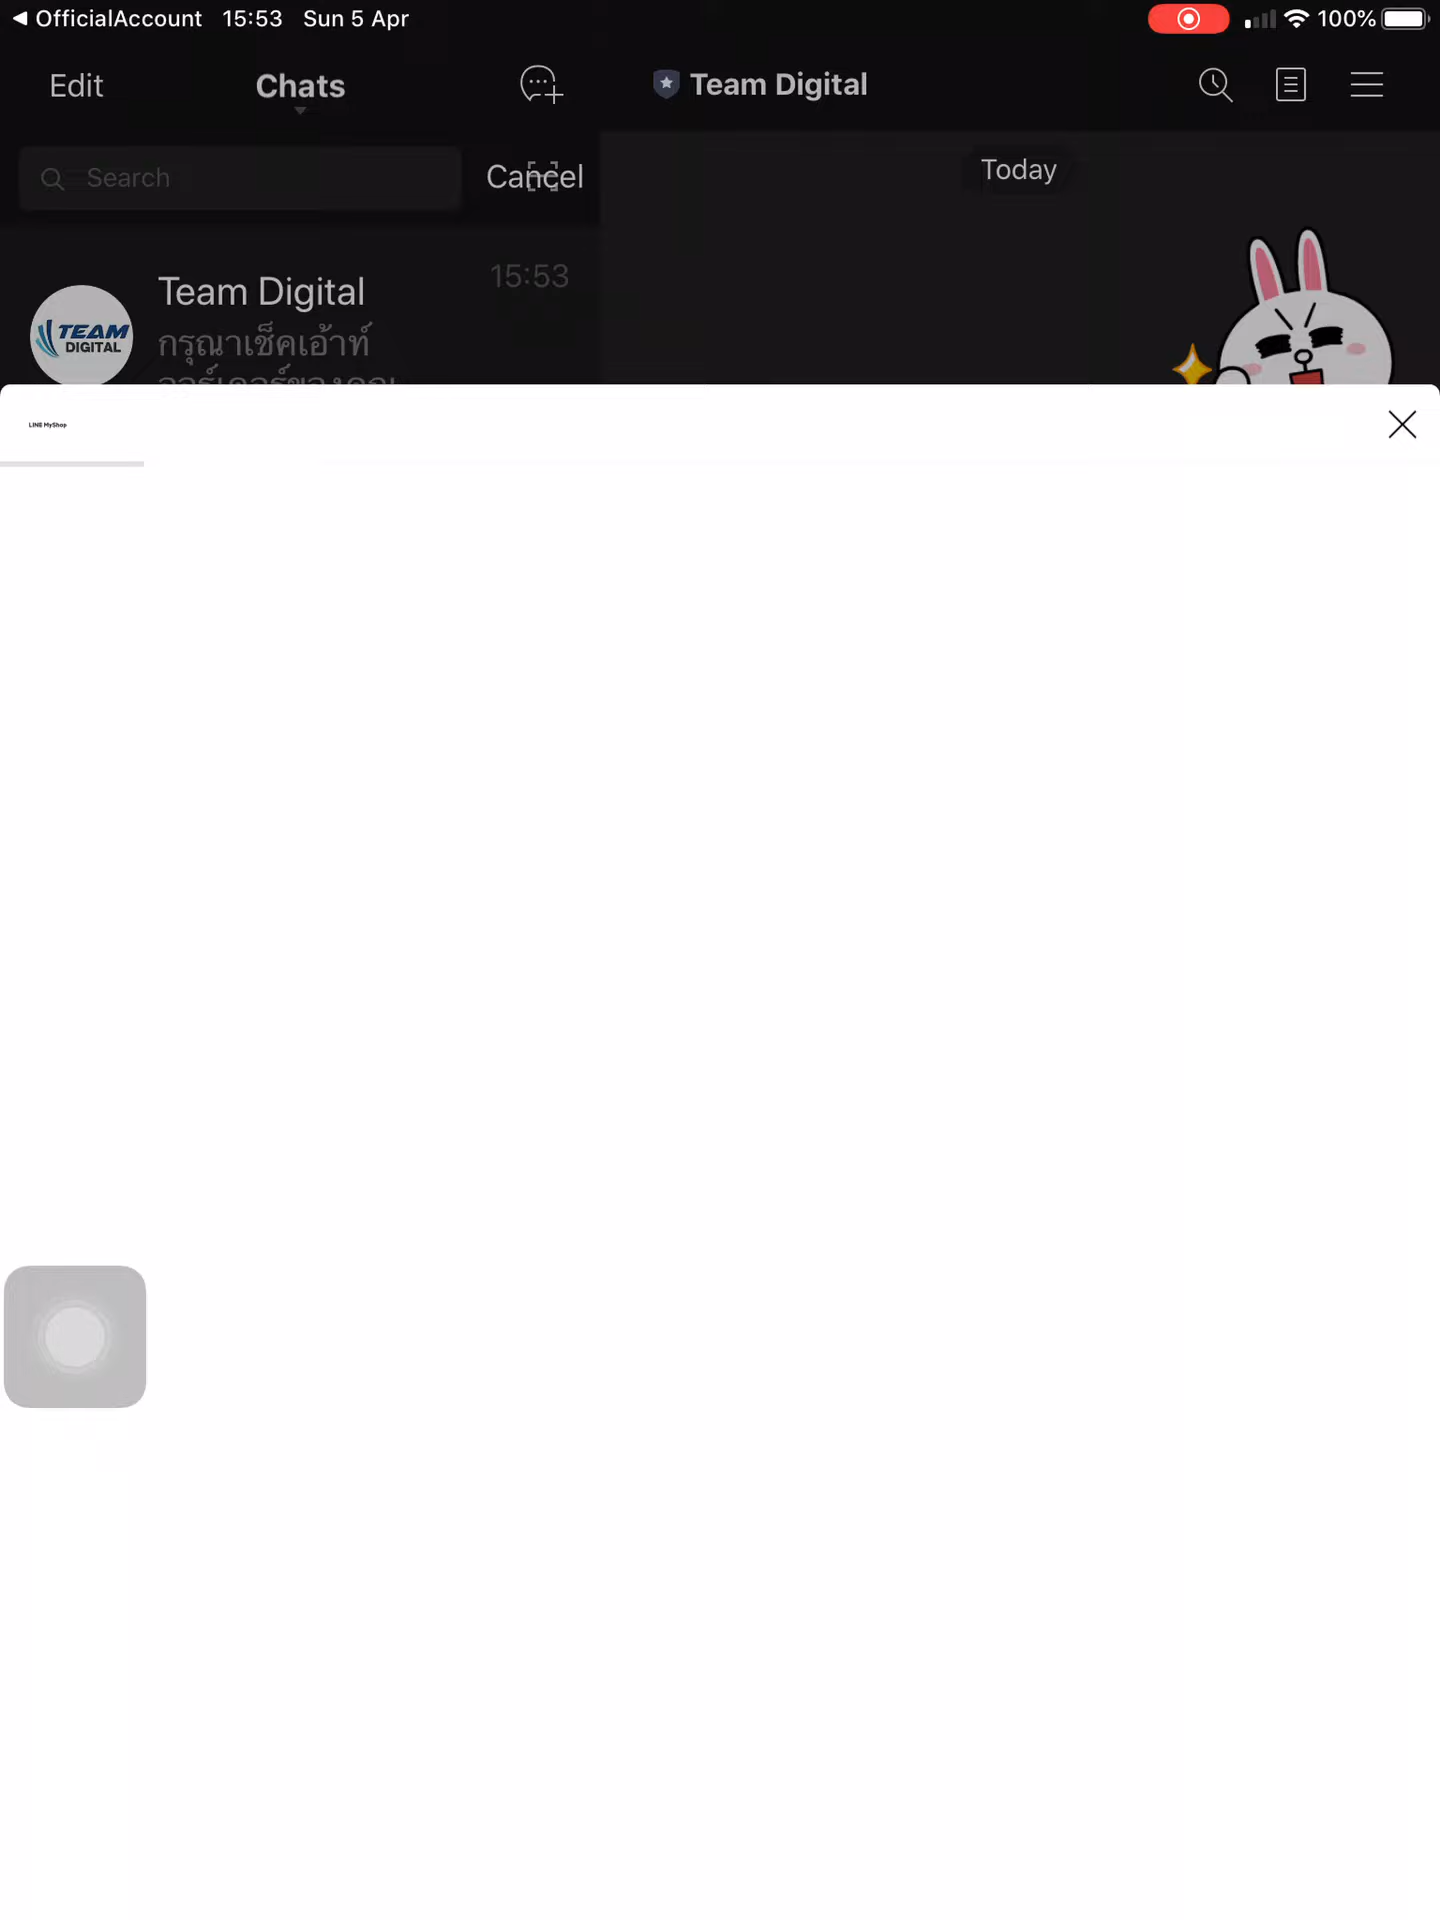 OfficialAccount 15:53 Sun 5 Apr 100%
Edit Chats
Team Digital
Search
Cancel
Today
Team Digital 15:53
TEAM
DIGITAL
กรุณาเช็คเอ้าท์
LINE MyShop